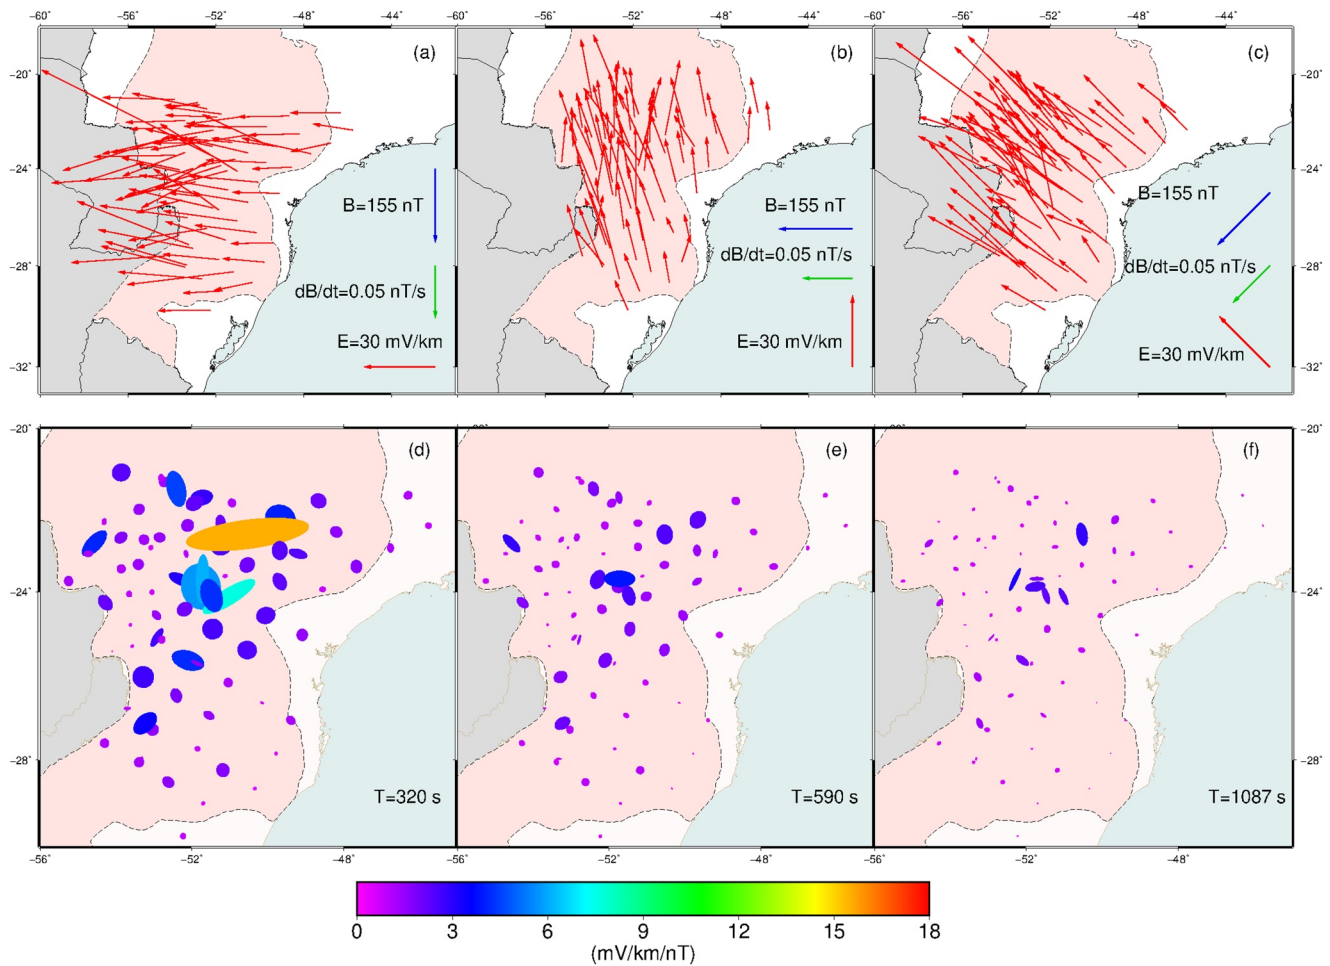 −56° −52° −48° −44° −56° −52° −48° −44° −56° −52° −48° −44°
(a) (b) (c)
−20° −20°
−24° −24°
B=155 nT B=155 nT B=155 nT
dB/dt=0.05 nT/s dB/dt=0.05 nT/s dB/dt=0.05 nT/s
−28° −28°
E=30 mV/km E=30 mV/km E=30 mV/km
−32° −32°
−20° −20°
(d) (e) (f)
−24° −24°
−28° −28°
T=320 s T=590 s T=1087 s
−56° −52° −48° −56° −52° −48° −56° −52° −48°
0 3 6 9 12 15 18
(mV/km/nT)